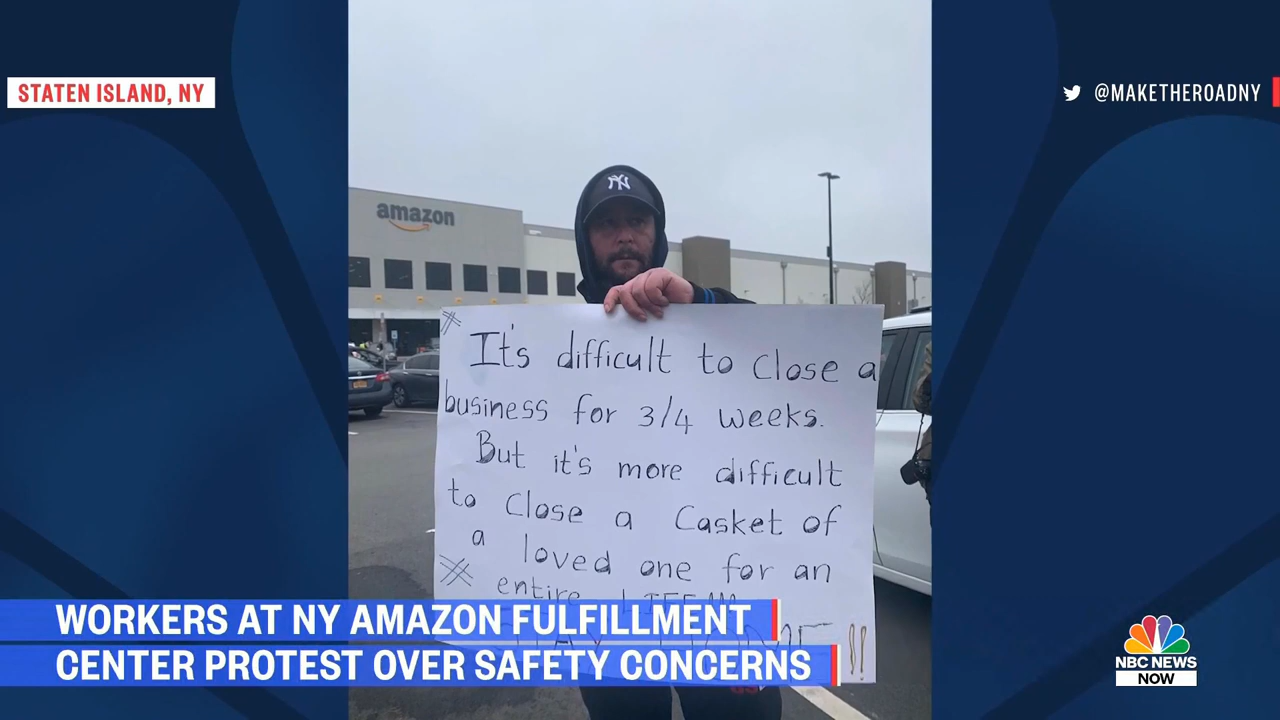 STATEN ISLAND, NY
@MAKETHEROADNY
NY
amazon
It's difficult to close a
business for 3/4 weeks.
But it's more difficult
to close a casket of
a loved one for an
entire LIFE!!!
!!
WORKERS AT NY AMAZON FULFILLMENT
CENTER PROTEST OVER SAFETY CONCERNS
NBC NEWS
NOW